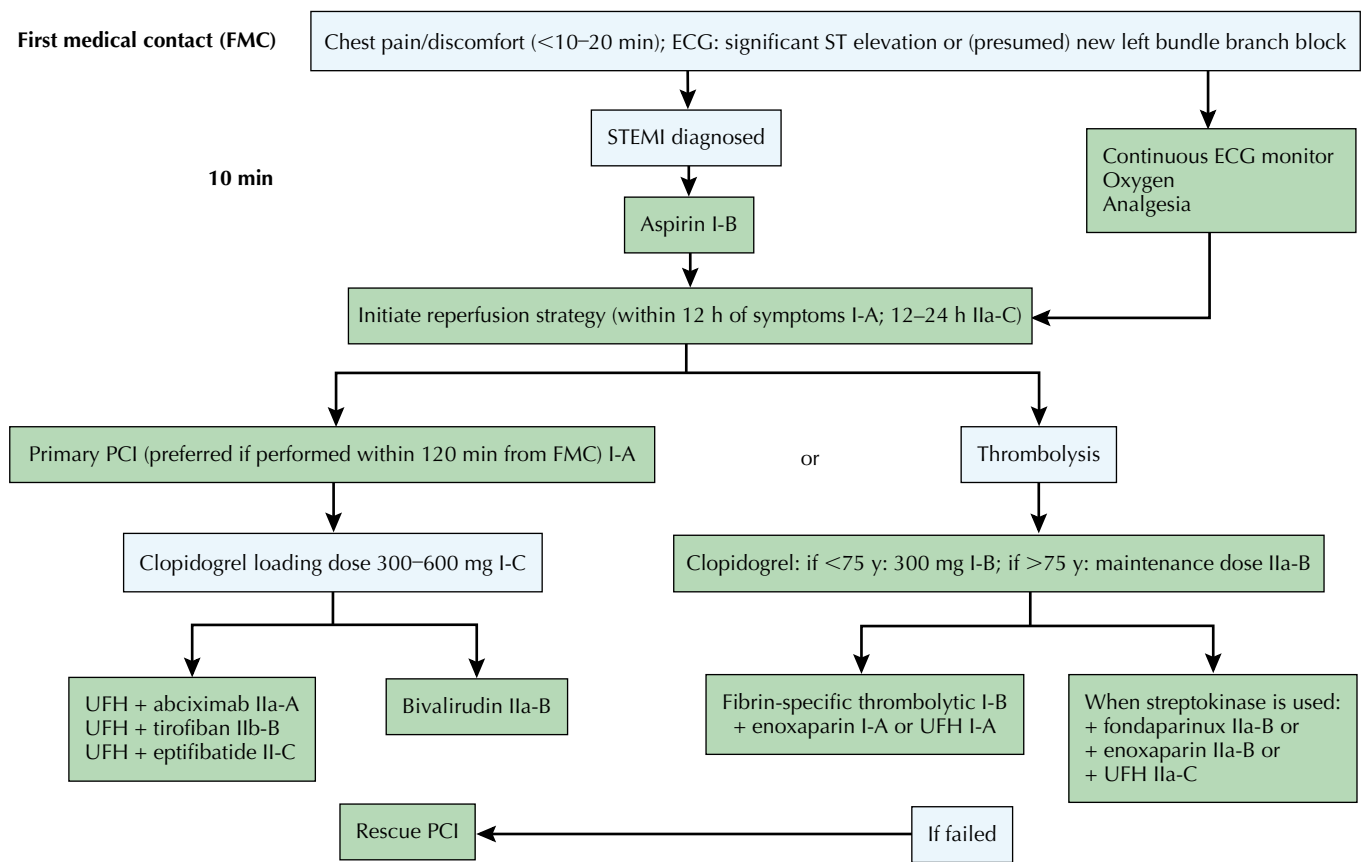 First medical contact (FMC)
Chest pain/discomfort (<10–20 min); ECG: significant ST elevation or (presumed) new left bundle branch block
STEMI diagnosed
Continuous ECG monitor
Oxygen
Analgesia
10 min
Aspirin I-B
Initiate reperfusion strategy (within 12 h of symptoms I-A; 12–24 h IIa-C)
Primary PCI (preferred if performed within 120 min from FMC) I-A
or
Thrombolysis
Clopidogrel loading dose 300–600 mg I-C
Clopidogrel: if <75 y: 300 mg I-B; if >75 y: maintenance dose IIa-B
UFH + abciximab IIa-A
UFH + tirofiban IIb-B
UFH + eptifibatide II-C
Bivalirudin IIa-B
Fibrin-specific thrombolytic I-B
+ enoxaparin I-A or UFH I-A
When streptokinase is used:
+ fondaparinux IIa-B or
+ enoxaparin IIa-B or
+ UFH IIa-C
Rescue PCI
If failed